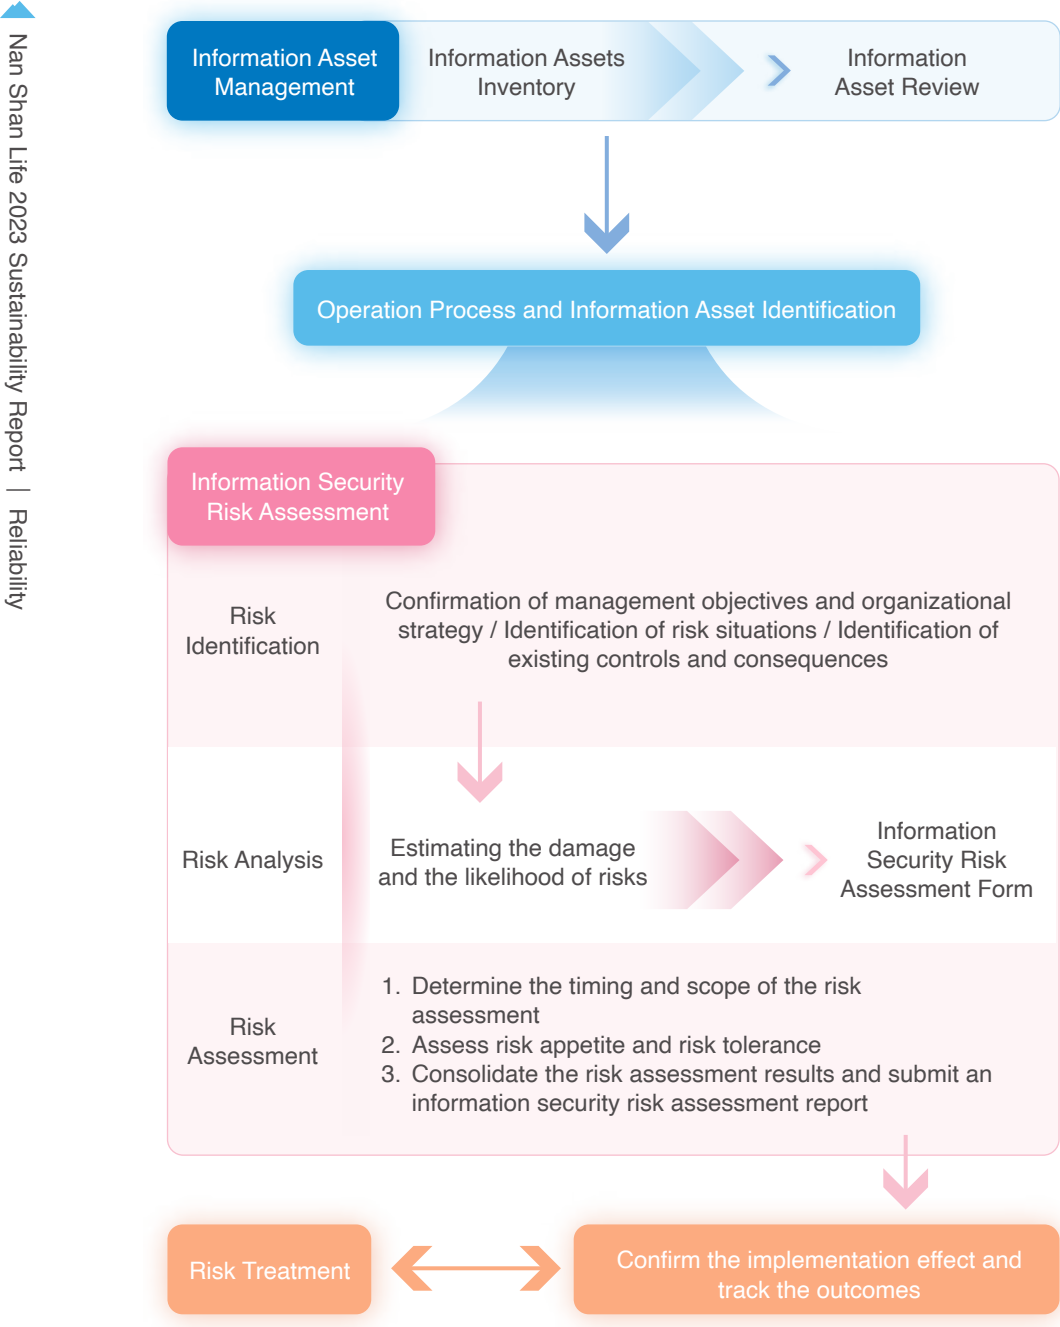 Nan Shan Life 2023 Sustainability Report | Reliability
Information Asset
Management
Information Assets
Inventory
Information
Asset Review
Operation Process and Information Asset Identification
Information Security
Risk Assessment
Risk
Identification
Confirmation of management objectives and organizational
strategy / Identification of risk situations / Identification of
existing controls and consequences
Risk Analysis
Estimating the damage
and the likelihood of risks
Information
Security Risk
Assessment Form
Risk
Assessment
1. Determine the timing and scope of the risk
assessment
2. Assess risk appetite and risk tolerance
3. Consolidate the risk assessment results and submit an
information security risk assessment report
Risk Treatment
Confirm the implementation effect and
track the outcomes